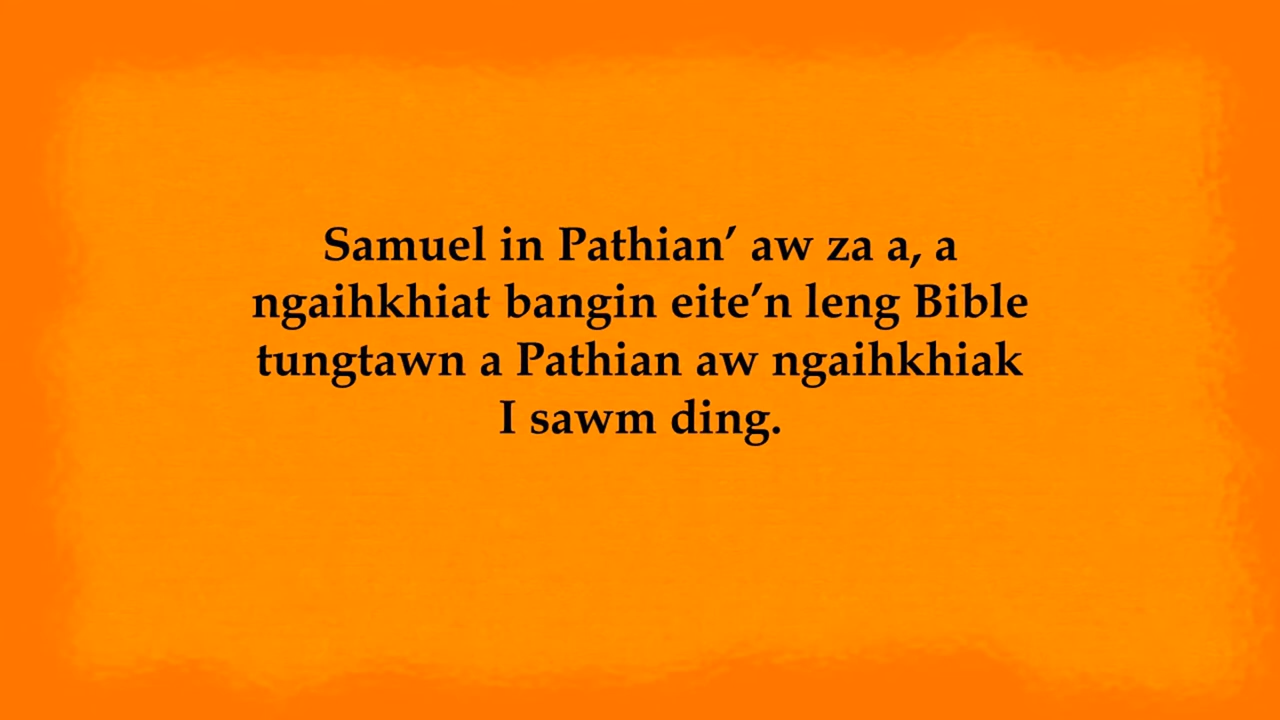 Samuel in Pathian’ aw za a, a
ngaihkhiat bangin eite’n leng Bible
tungtawn a Pathian aw ngaihkhiak
I sawm ding.